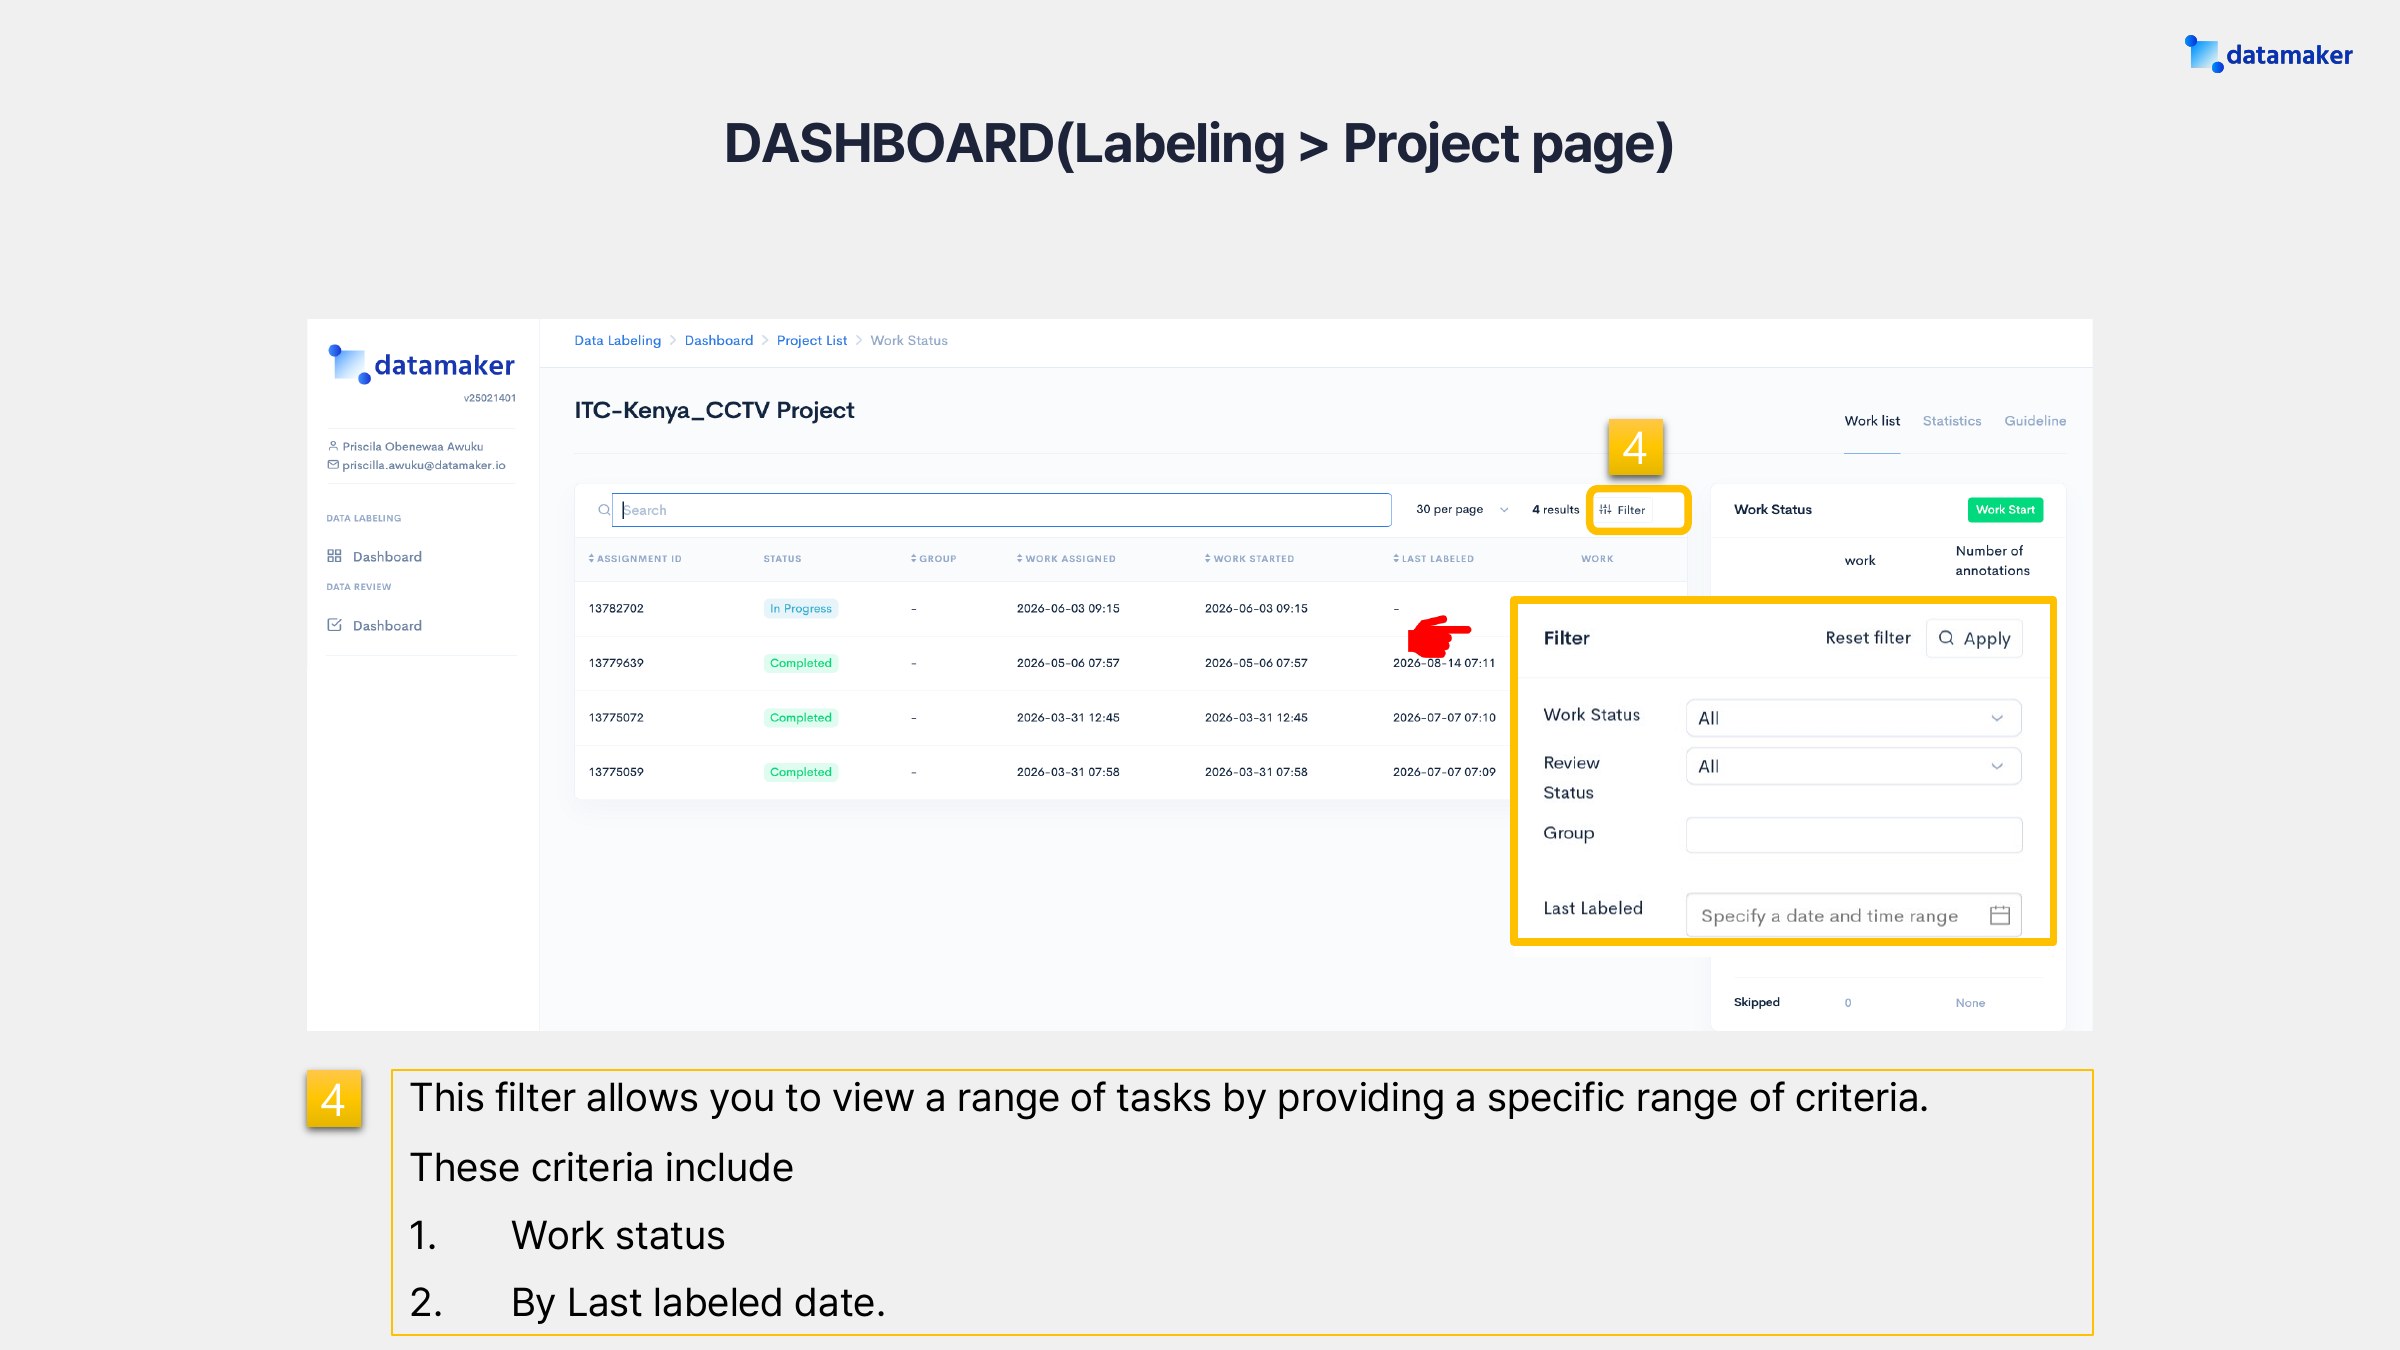 datamaker
DASHBOARD(Labeling > Project page)
datamaker
v25021401
Priscila Obenewaa Awuku
priscilla.awuku@datamaker.io
DATA LABELING
Dashboard
DATA REVIEW
Dashboard
Data Labeling > Dashboard > Project List > Work Status
ITC-Kenya_CCTV Project
Work list Statistics Guideline
4
Search 30 per page 4 results Filter
ASSIGNMENT ID STATUS GROUP WORK ASSIGNED WORK STARTED LAST LABELED WORK
13782702 In Progress - 2026-06-03 09:15 2026-06-03 09:15 -
13779639 Completed - 2026-05-06 07:57 2026-05-06 07:57 2026-08-14 07:11
13775072 Completed - 2026-03-31 12:45 2026-03-31 12:45 2026-07-07 07:10
13775059 Completed - 2026-03-31 07:58 2026-03-31 07:58 2026-07-07 07:09
Work Status Work Start
work Number of
annotations
Filter Reset filter Apply
Work Status All
Review All
Status
Group
Last Labeled Specify a date and time range
Skipped 0 None
4
This filter allows you to view a range of tasks by providing a specific range of criteria.
These criteria include
1. Work status
2. By Last labeled date.